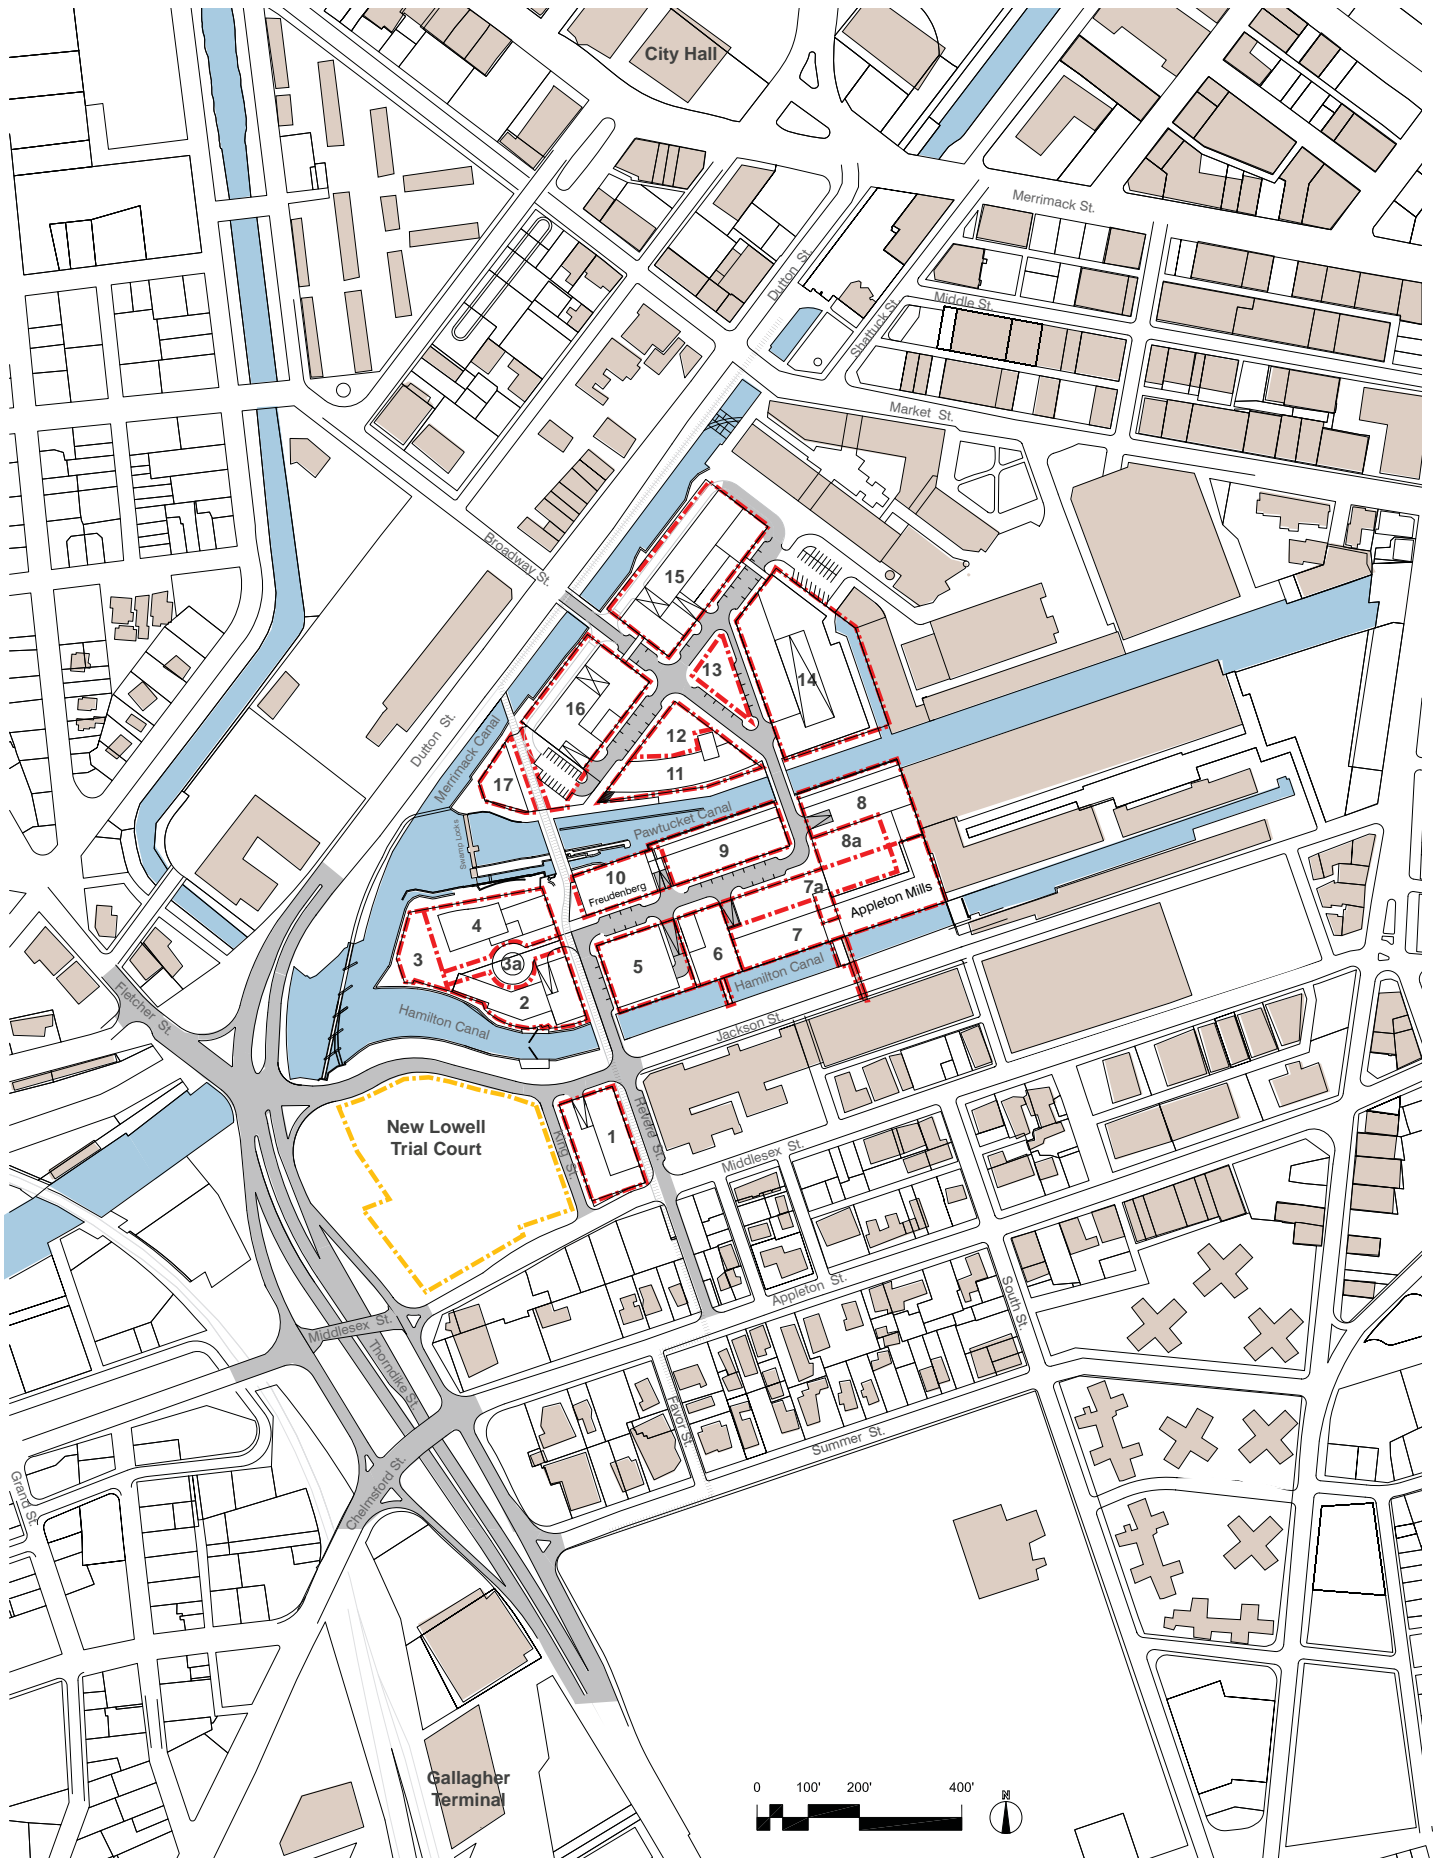 City Hall
Merrimack St.
Dutton St.
Middle St.
Shattuck St.
Market St.
Broadway St.
15
13
14
16
12
11
17
Dutton St.
Merrimack Canal
Pawtucket Canal
Swamp Locks
8
8a
9
10
Freudenberg
7a
Appleton Mills
4
3
3a
2
5
6
7
Hamilton Canal
Hamilton Canal
Jackson St.
Fletcher St.
New Lowell
Trial Court
1
King St.
Revere St.
Middlesex St.
Appleton St.
South St.
Middlesex St.
Thorndike St.
Favor St.
Summer St.
Chelmsford St.
Grand St.
Gallagher
Terminal
0 100' 200' 400'
N